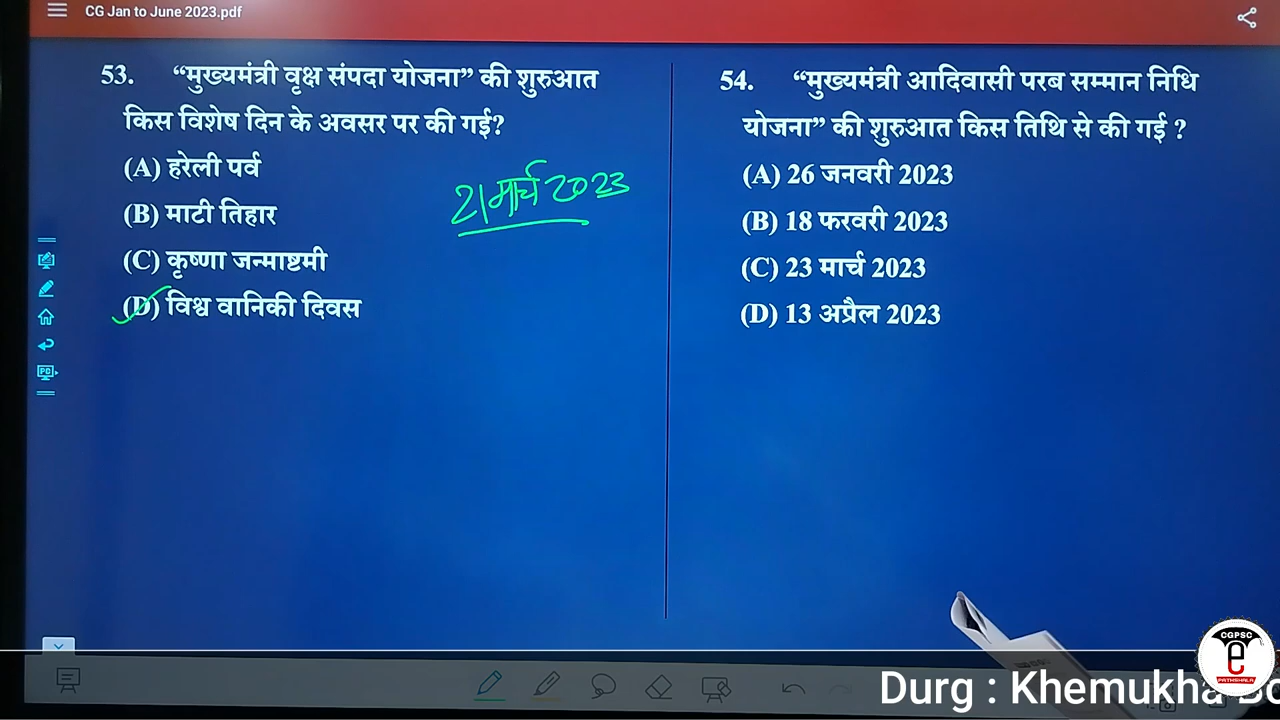 CG Jan to June 2023.pdf
53. “मुख्यमंत्री वृक्ष संपदा योजना” की शुरुआत
किस विशेष दिन के अवसर पर की गई?
(A) हरेली पर्व
(B) माटी तिहार
(C) कृष्णा जन्माष्टमी
(D) विश्व वानिकी दिवस
21 मार्च 2023
54. “मुख्यमंत्री आदिवासी परब सम्मान निधि
योजना” की शुरुआत किस तिथि से की गई ?
(A) 26 जनवरी 2023
(B) 18 फरवरी 2023
(C) 23 मार्च 2023
(D) 13 अप्रैल 2023
CGPSC
e
PATHSHALA
Durg : Khemukha